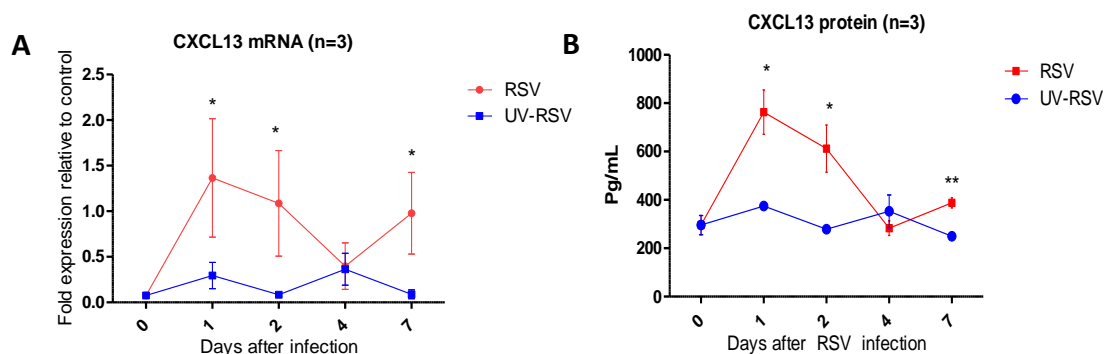 A
CXCL13 mRNA (n=3)
Fold expression relative to control
2.5
2.0
1.5
1.0
0.5
0.0
*
*
*
0 1 2 4 7
Days after infection
RSV
UV-RSV
B
CXCL13 protein (n=3)
Pg/mL
1000
800
600
400
200
0
*
*
**
0 1 2 4 7
Days after RSV infection
RSV
UV-RSV